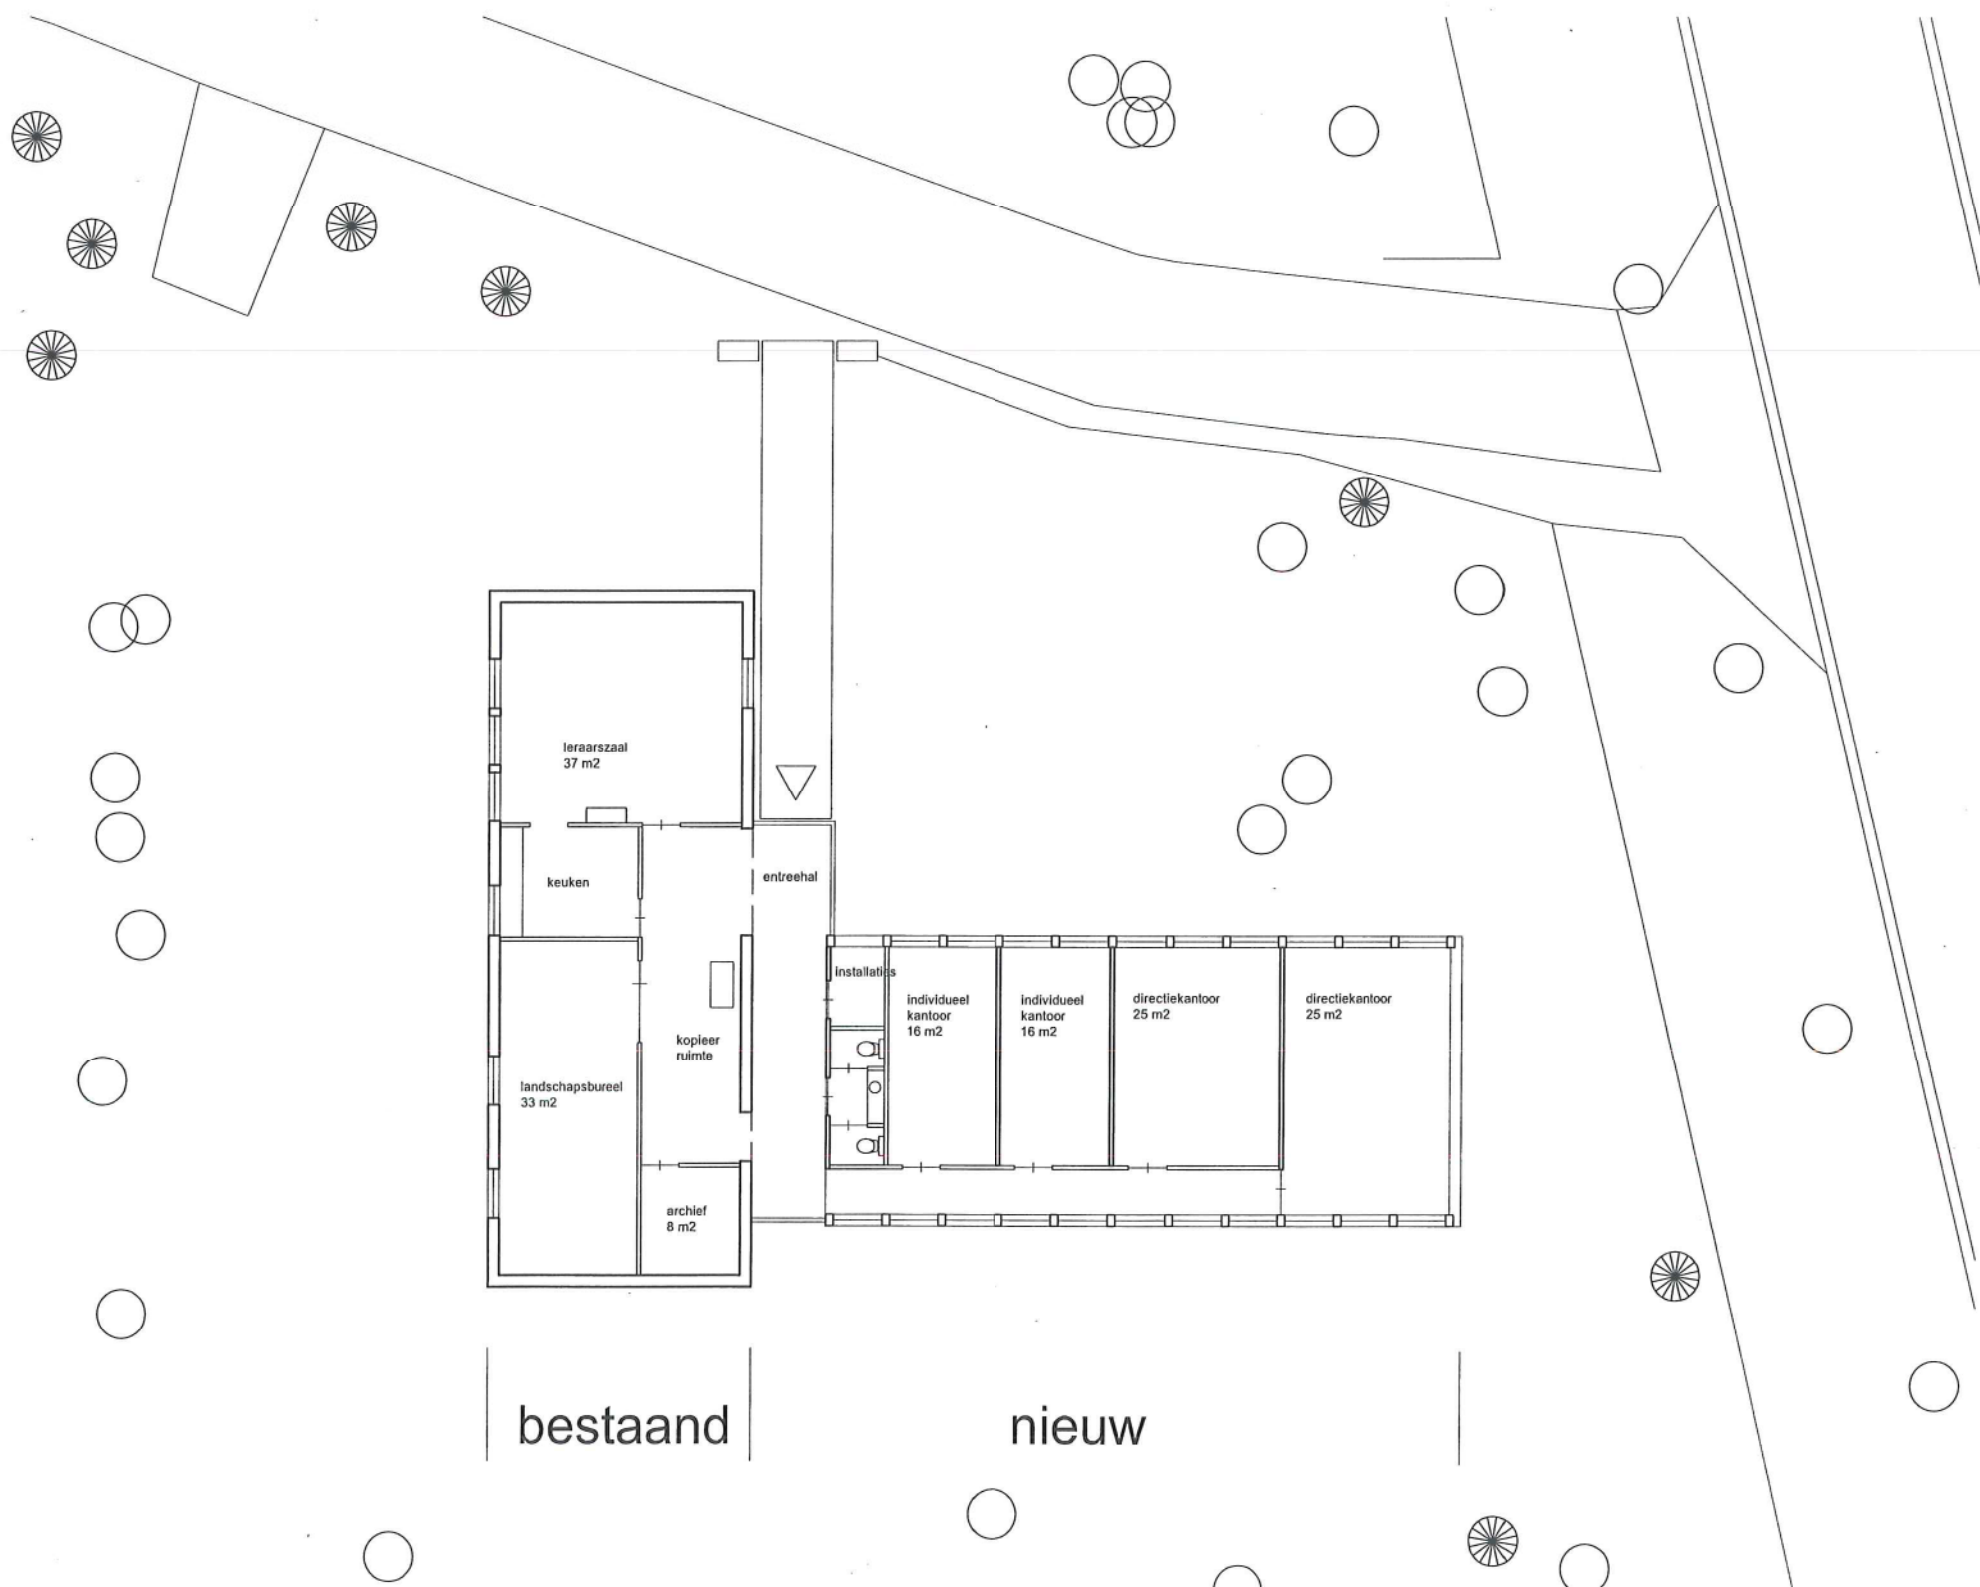 leraarszaal
37 m2
keuken
entreehal
installaties
individueel
kantoor
16 m2
individueel
kantoor
16 m2
directiekantoor
25 m2
directiekantoor
25 m2
kopieer
ruimte
landschapsbureel
33 m2
archief
8 m2
bestaand
nieuw